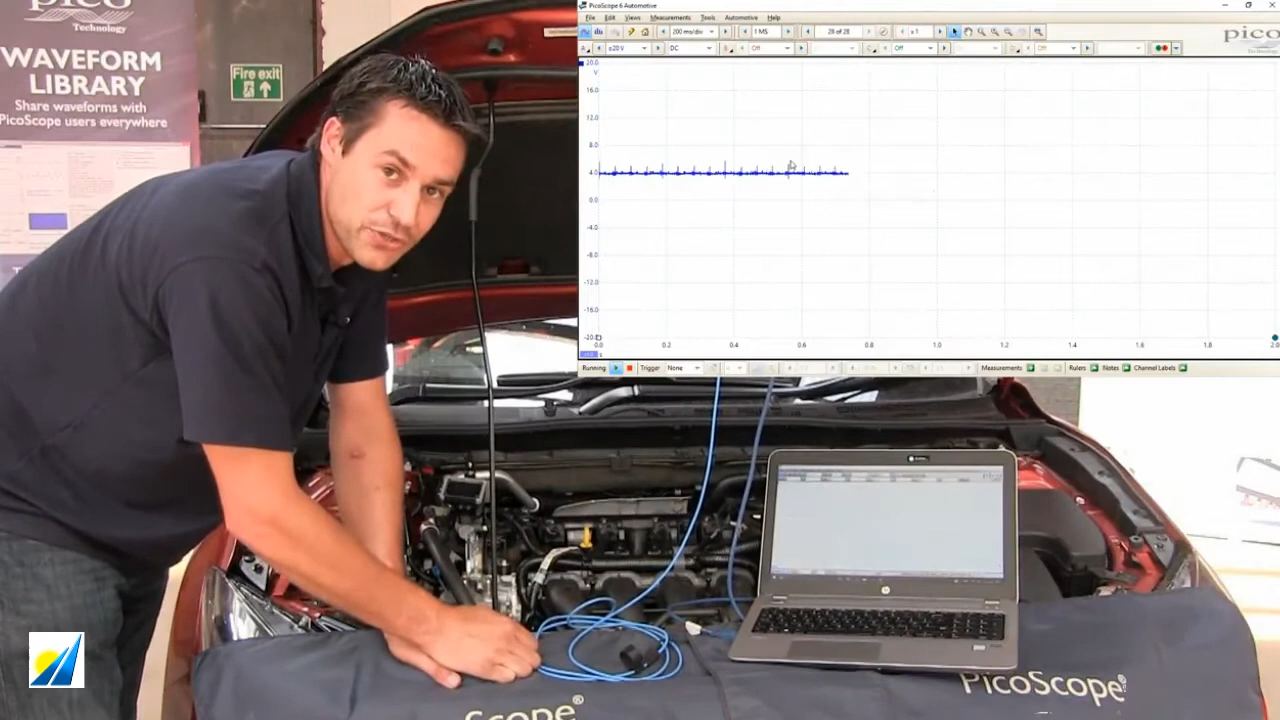 pico
Technology
WAVEFORM
LIBRARY
Share waveforms with
PicoScope users everywhere
Fire exit
PicoScope 6 Automotive
File Edit Views Measurements Tools Automotive Help
200 ms/div
1 MS
28 of 28
x 1
pico
A
±20 V
DC
Off
Off
Off
20.0
V
16.0
12.0
8.0
4.0
0.0
-4.0
-8.0
-12.0
-16.0
-20.0
0.0 0.2 0.4 0.6 0.8 1.0 1.2 1.4 1.6 1.8 2.0
Running
Trigger
None
Measurements
Rulers
Notes
Channel Labels
hp
Scope®
PicoScope®